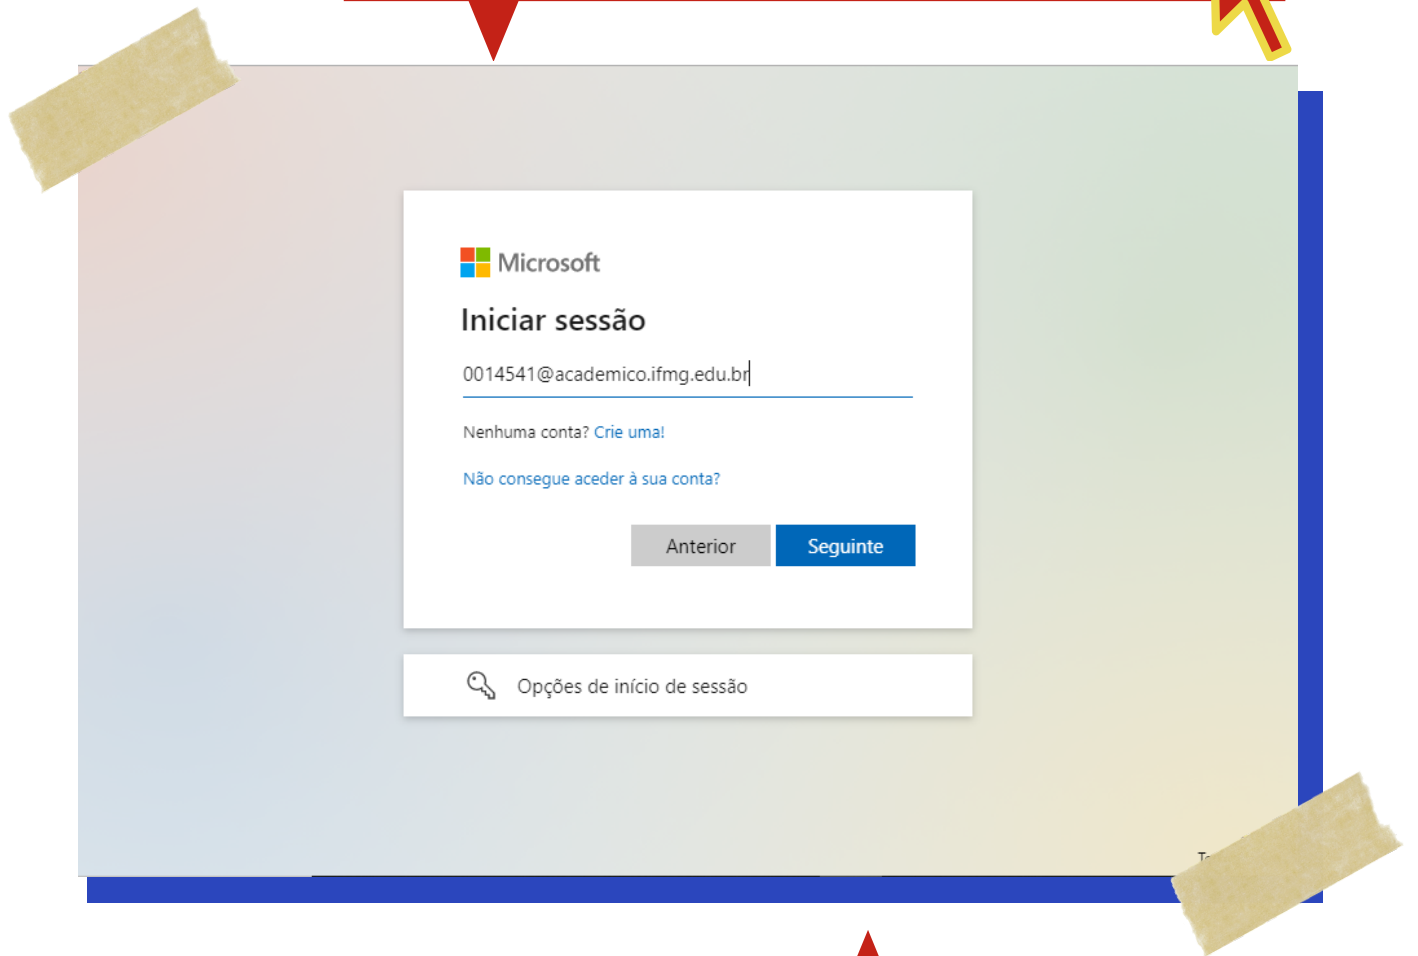 Microsoft
Iniciar sessão
0014541@academico.ifmg.edu.br
Nenhuma conta? Crie uma!
Não consegue aceder à sua conta?
Anterior Seguinte
Opções de início de sessão